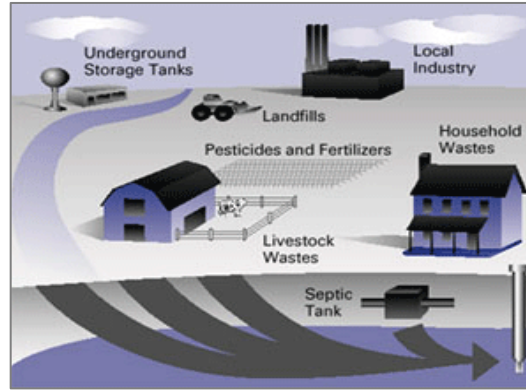 Underground
Storage Tanks
Local
Industry
Landfills
Pesticides and Fertilizers
Household
Wastes
Livestock
Wastes
Septic
Tank